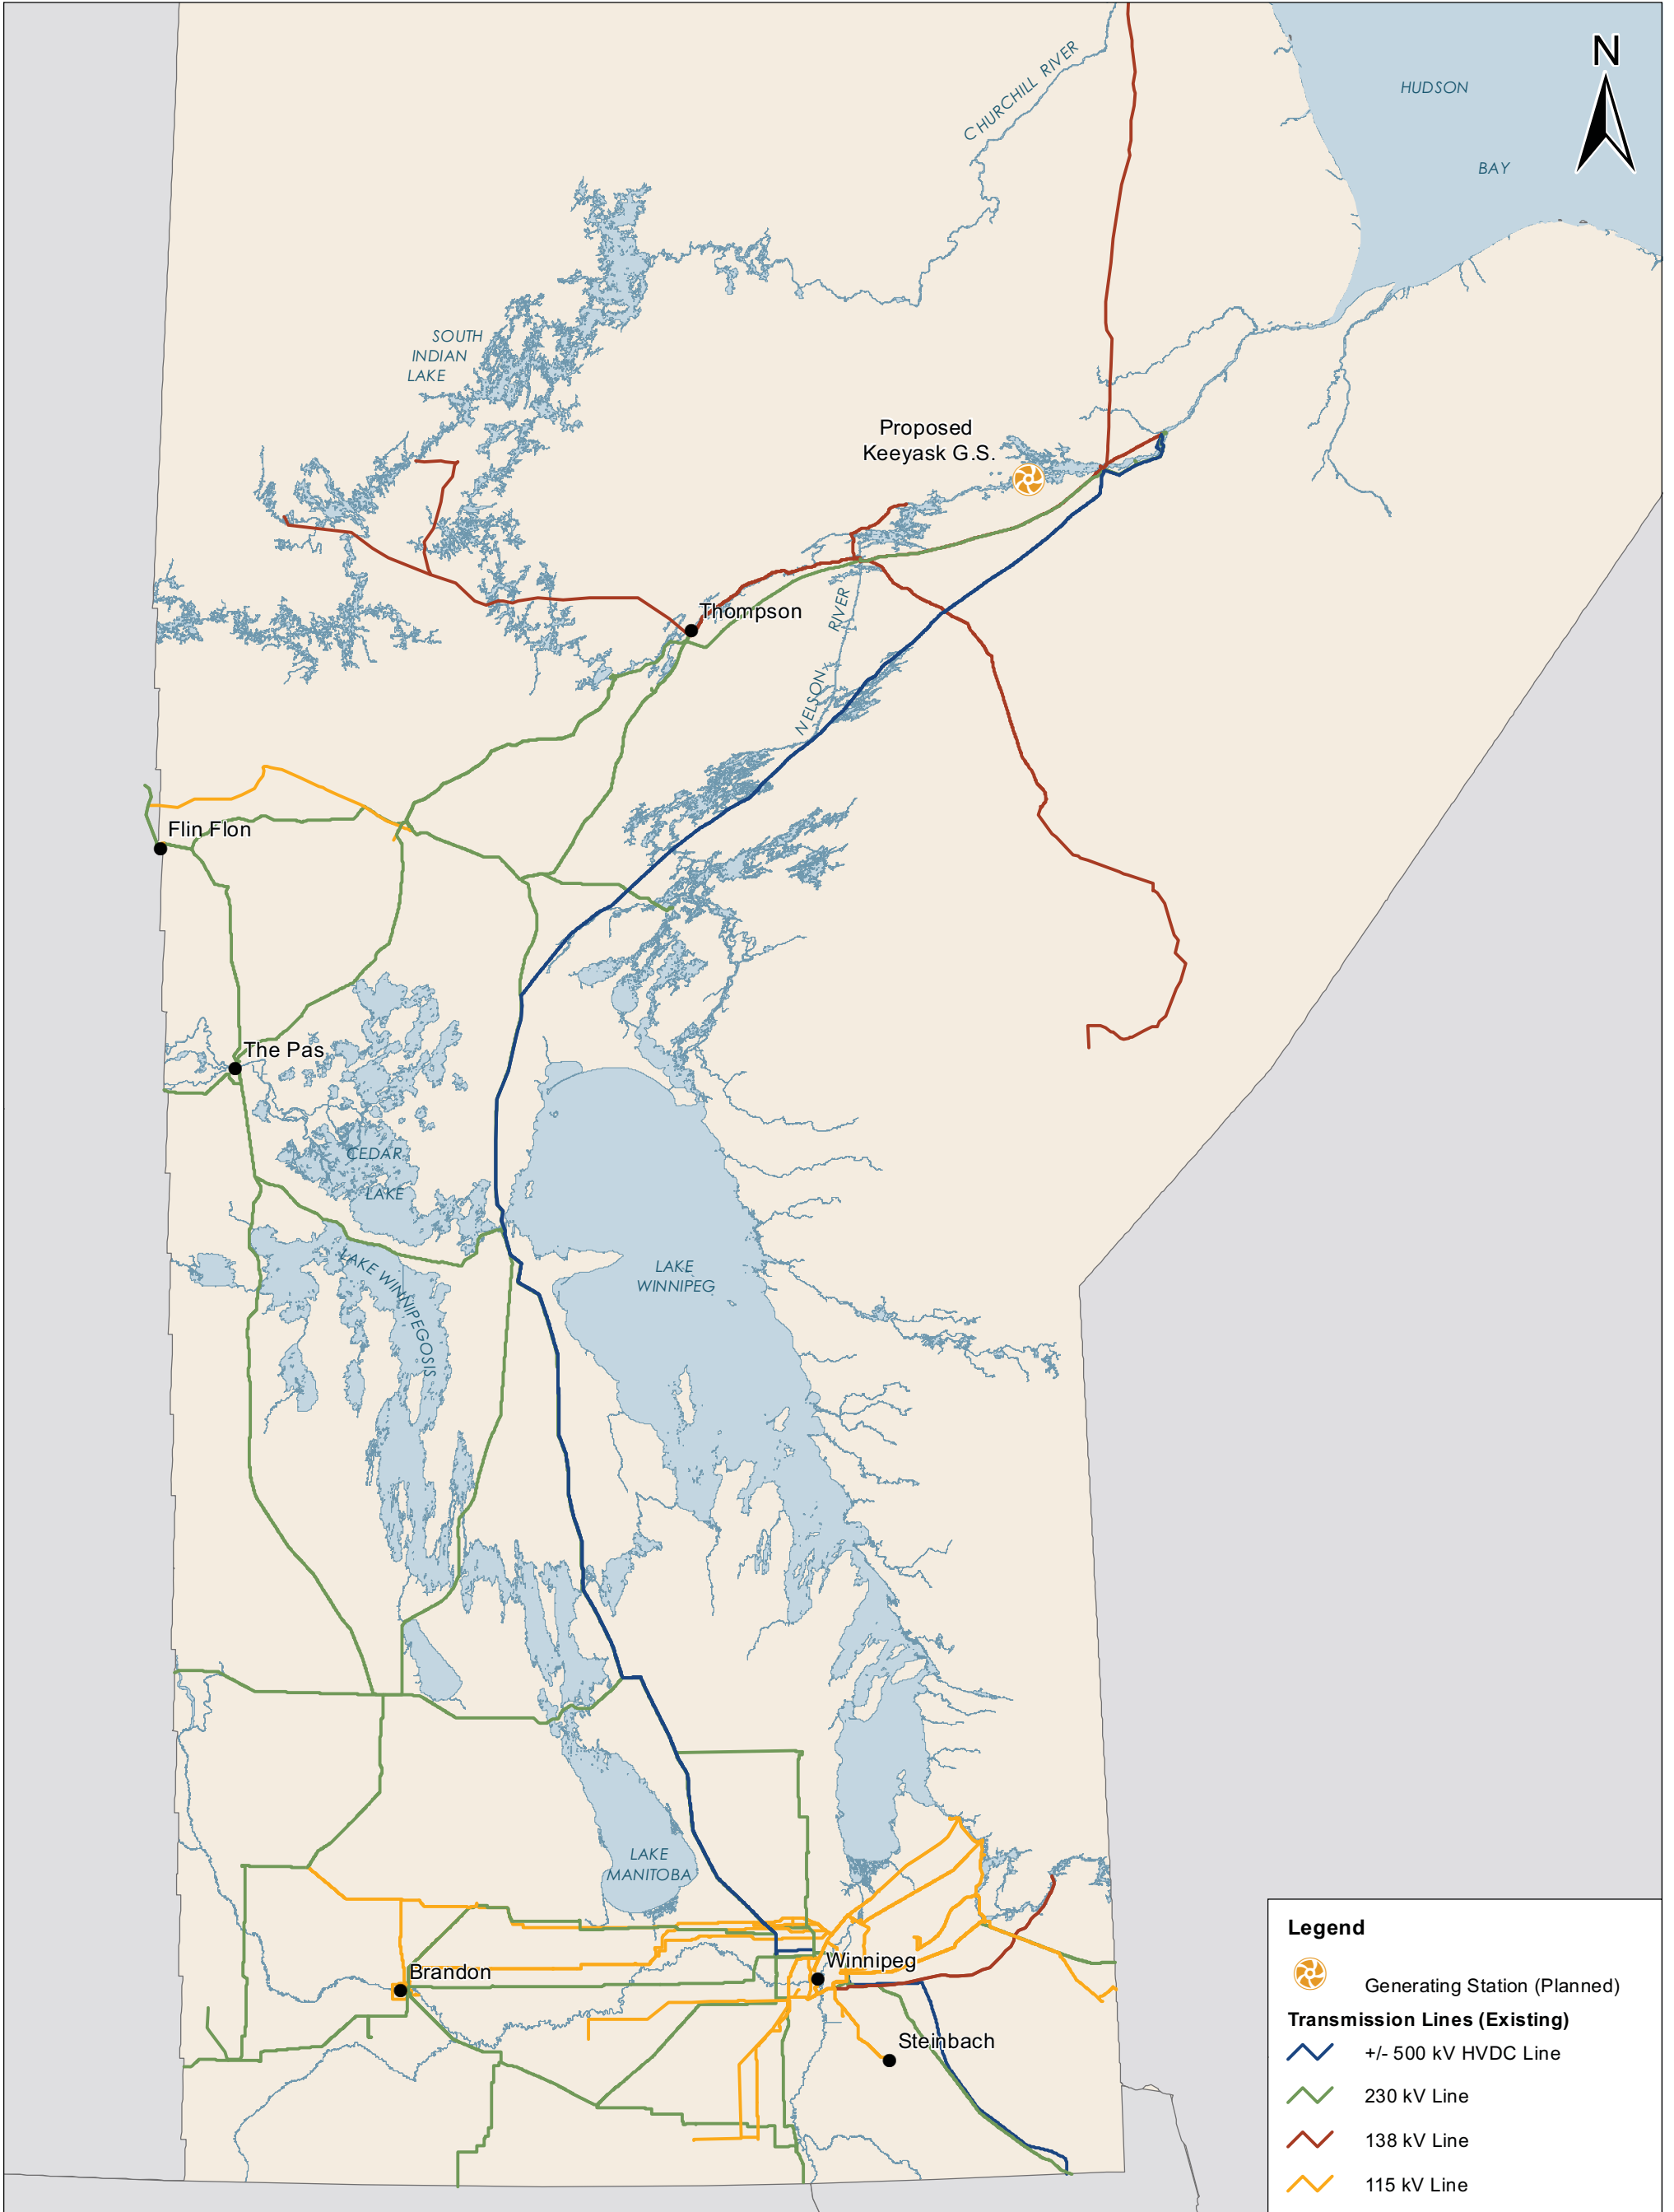 N
HUDSON
BAY
CHURCHILL RIVER
SOUTH
INDIAN
LAKE
Proposed
Keeyask G.S.
Thompson
NELSON RIVER
Flin Flon
The Pas
CEDAR
LAKE
LAKE WINNIPEGOSIS
LAKE
WINNIPEG
LAKE
MANITOBA
Brandon
Winnipeg
Steinbach
Legend
Generating Station (Planned)
Transmission Lines (Existing)
+/- 500 kV HVDC Line
230 kV Line
138 kV Line
115 kV Line